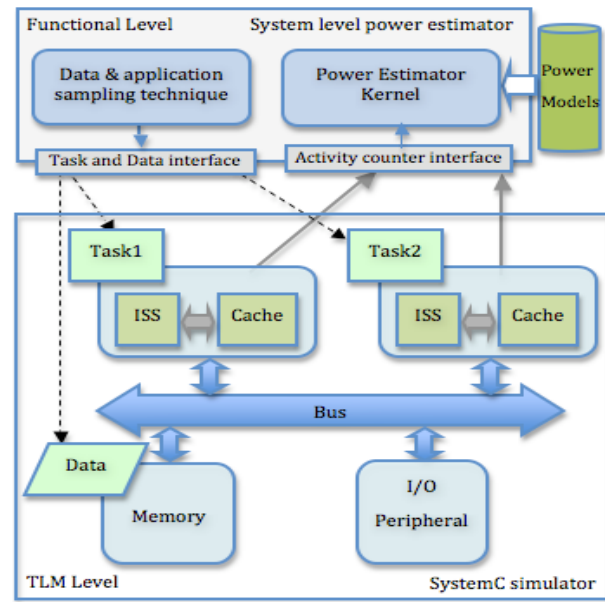 Functional Level
System level power estimator
Data & application
sampling technique
Power Estimator
Kernel
Power
Models
Task and Data interface
Activity counter interface
Task1
Task2
ISS
Cache
ISS
Cache
Bus
Data
Memory
I/O
Peripheral
TLM Level
SystemC simulator